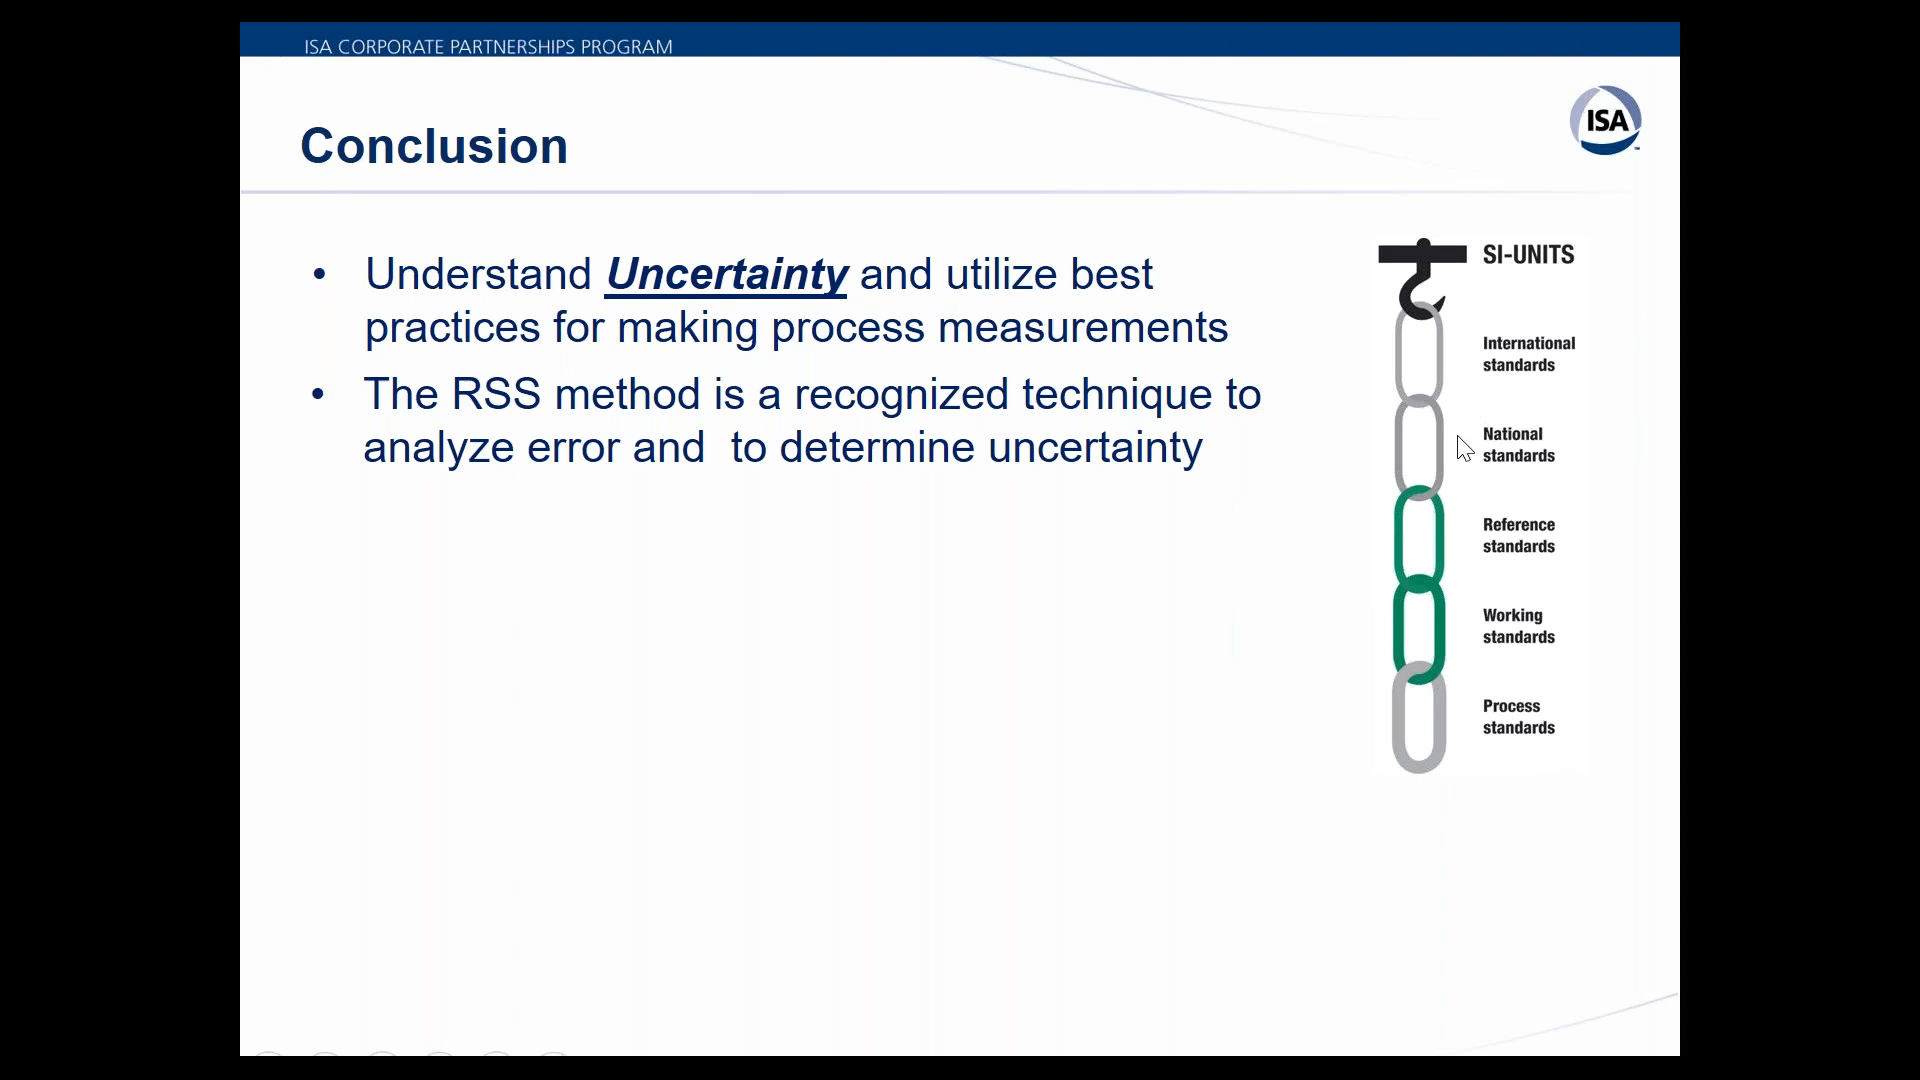 ISA CORPORATE PARTNERSHIPS PROGRAM
ISA
Conclusion
• Understand Uncertainty and utilize best
practices for making process measurements
• The RSS method is a recognized technique to
analyze error and  to determine uncertainty
SI-UNITS
International
standards
National
standards
Reference
standards
Working
standards
Process
standards